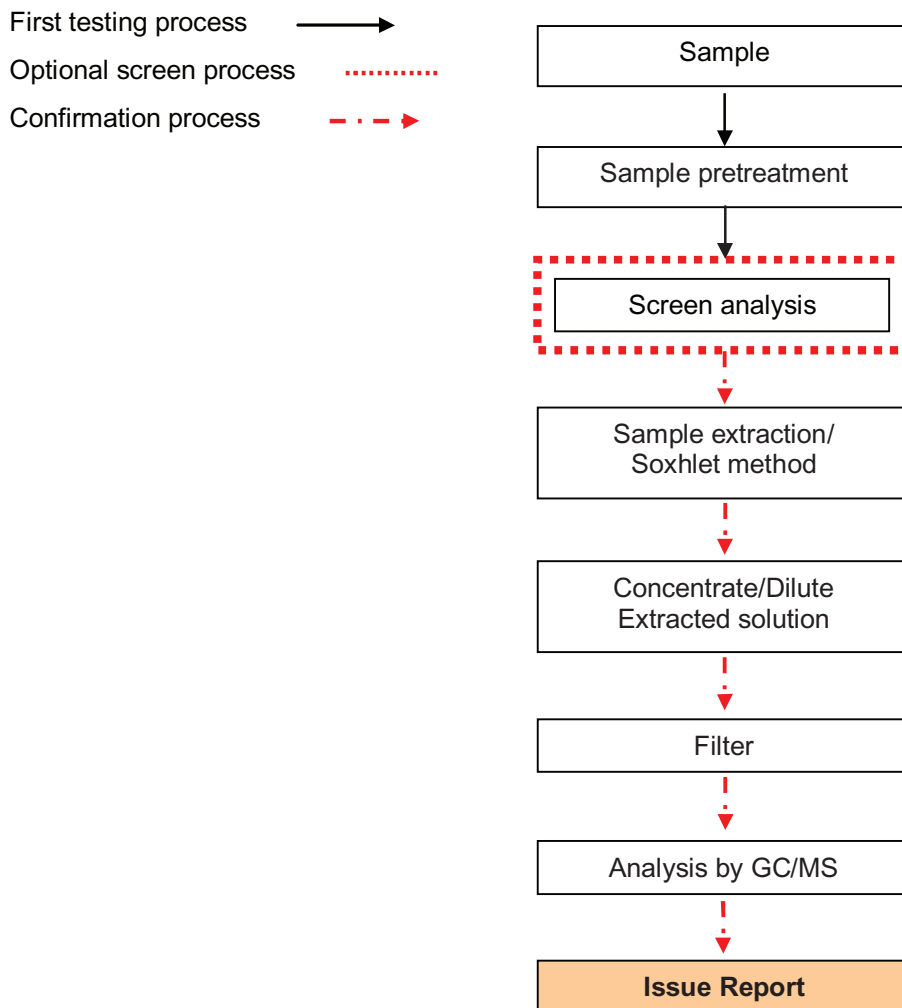 First testing process
Optional screen process
Confirmation process
Sample
Sample pretreatment
Screen analysis
Sample extraction/
Soxhlet method
Concentrate/Dilute
Extracted solution
Filter
Analysis by GC/MS
Issue Report